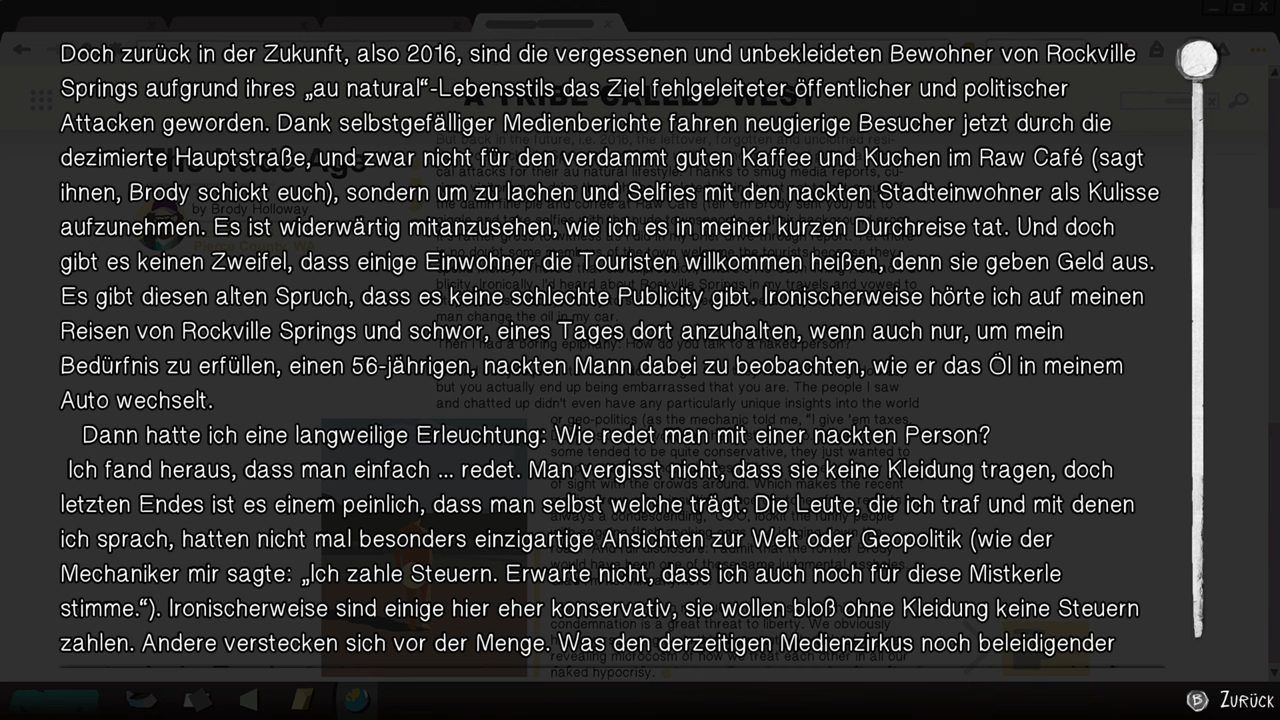 Doch zurück in der Zukunft, also 2016, sind die vergessenen und unbekleideten Bewohner von Rockville
Springs aufgrund ihres „au natural“-Lebensstils das Ziel fehlgeleiteter öffentlicher und politischer
Attacken geworden. Dank selbstgefälliger Medienberichte fahren neugierige Besucher jetzt durch die
dezimierte Hauptstraße, und zwar nicht für den verdammt guten Kaffee und Kuchen im Raw Café (sagt
ihnen, Brody schickt euch), sondern um zu lachen und Selfies mit den nackten Stadteinwohner als Kulisse
aufzunehmen. Es ist widerwärtig mitanzusehen, wie ich es in meiner kurzen Durchreise tat. Und doch
gibt es keinen Zweifel, dass einige Einwohner die Touristen willkommen heißen, denn sie geben Geld aus.
Es gibt diesen alten Spruch, dass es keine schlechte Publicity gibt. Ironischerweise hörte ich auf meinen
Reisen von Rockville Springs und schwor, eines Tages dort anzuhalten, wenn auch nur, um mein
Bedürfnis zu erfüllen, einen 56-jährigen, nackten Mann dabei zu beobachten, wie er das Öl in meinem
Auto wechselt.
Dann hatte ich eine langweilige Erleuchtung: Wie redet man mit einer nackten Person?
Ich fand heraus, dass man einfach ... redet. Man vergisst nicht, dass sie keine Kleidung tragen, doch
letzten Endes ist es einem peinlich, dass man selbst welche trägt. Die Leute, die ich traf und mit denen
ich sprach, hatten nicht mal besonders einzigartige Ansichten zur Welt oder Geopolitik (wie der
Mechaniker mir sagte: „Ich zahle Steuern. Erwarte nicht, dass ich auch noch für diese Mistkerle
stimme.“). Ironischerweise sind einige hier eher konservativ, sie wollen bloß ohne Kleidung keine Steuern
zahlen. Andere verstecken sich vor der Menge. Was den derzeitigen Medienzirkus noch beleidigender
B Zurück